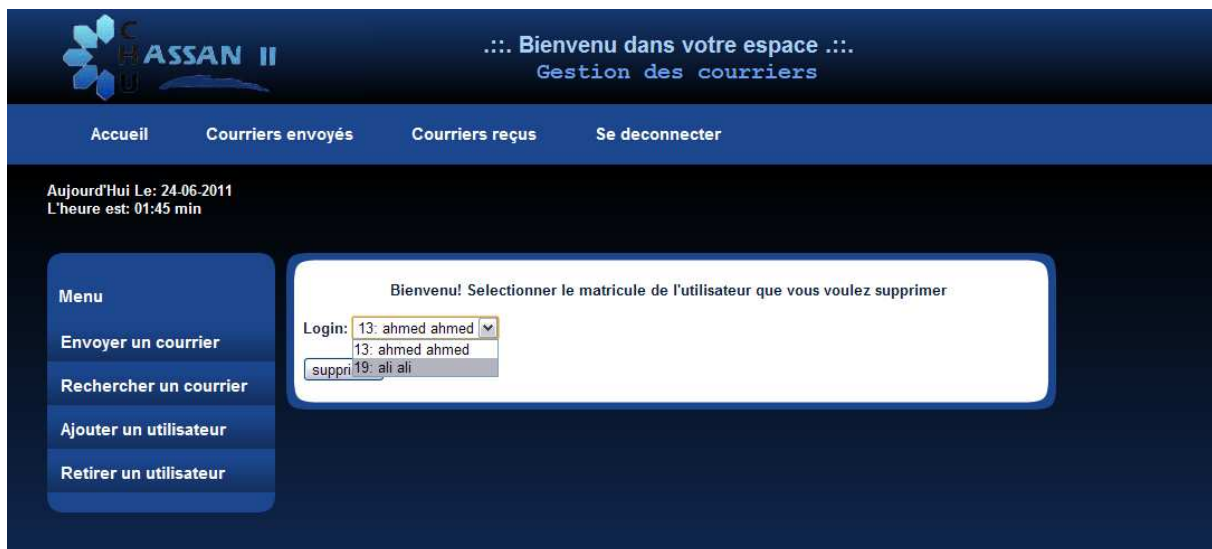 CHU HASSAN II
.::. Bienvenu dans votre espace .::.
Gestion des courriers
Accueil Courriers envoyés Courriers reçus Se deconnecter
Aujourd'Hui Le: 24-06-2011
L'heure est: 01:45 min
Menu
Envoyer un courrier
Rechercher un courrier
Ajouter un utilisateur
Retirer un utilisateur
Bienvenu! Selectionner le matricule de l'utilisateur que vous voulez supprimer
Login: 13: ahmed ahmed
13: ahmed ahmed
19: ali ali
suppri